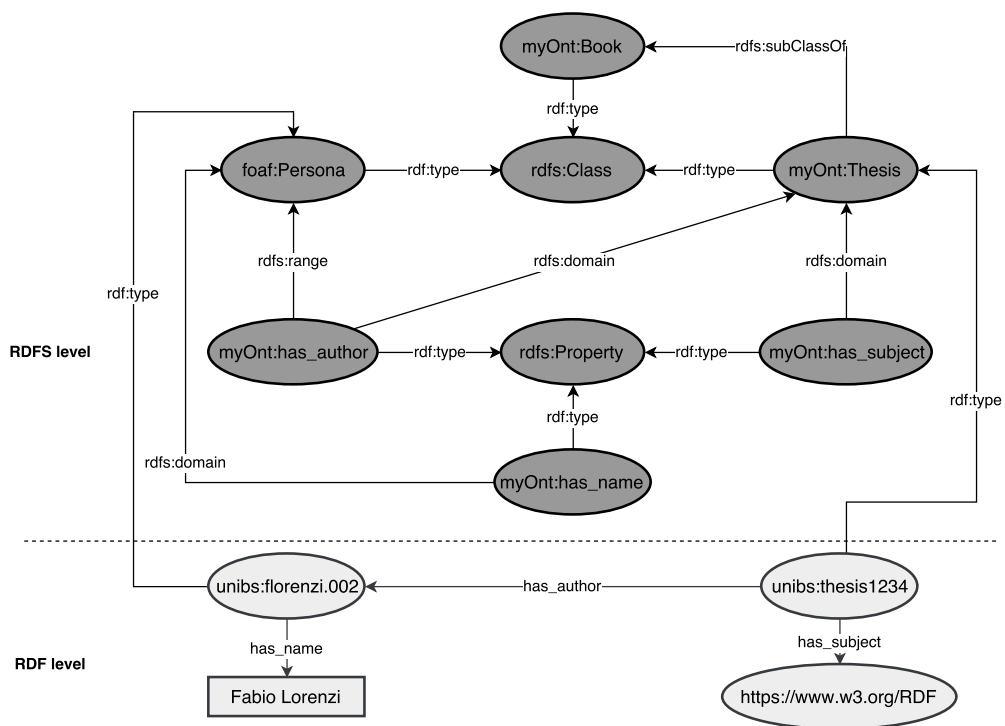 myOnt:Book
rdfs:subClassOf
rdf:type
foaf:Persona
rdf:type
rdfs:Class
rdf:type
myOnt:Thesis
rdfs:range
rdfs:domain
rdfs:domain
rdf:type
RDFS level
myOnt:has_author
rdf:type
rdfs:Property
rdf:type
myOnt:has_subject
rdf:type
rdf:type
rdfs:domain
myOnt:has_name
unibs:florenzi.002
has_author
unibs:thesis1234
has_name
has_subject
RDF level
Fabio Lorenzi
https://www.w3.org/RDF